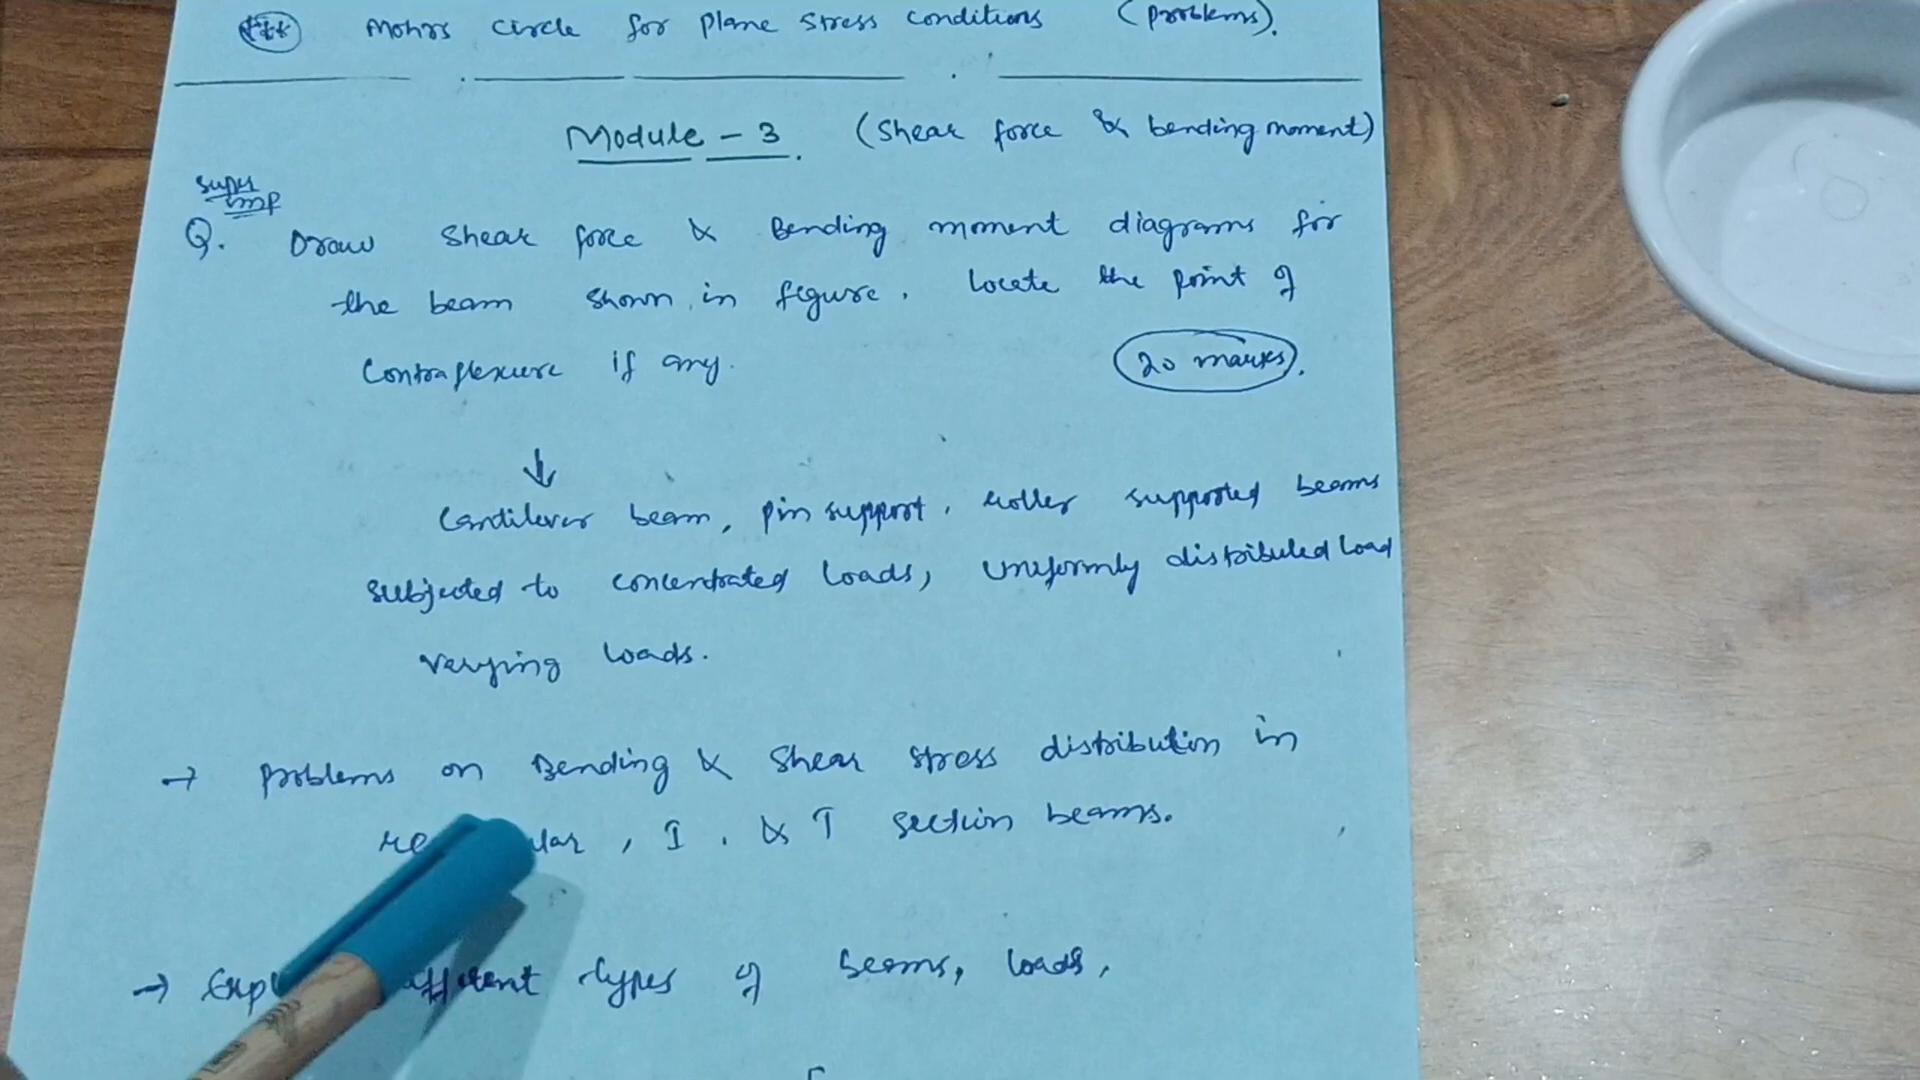 *** Mohrs circle for plane stress conditions (problems).
Module - 3. (Shear force & bending moment)
super imp
Q. Draw shear force & Bending moment diagrams for
the beam shown in figure. Locate the point of
Contraflexure if any. 20 marks.
↓
Cantilever beam, pin support, roller supported beams
subjected to concentrated loads, uniformly distributed load
varying loads.
→ problems on Bending & shear stress distribution in
, I, & T section beams.
→ types of beams, loads,